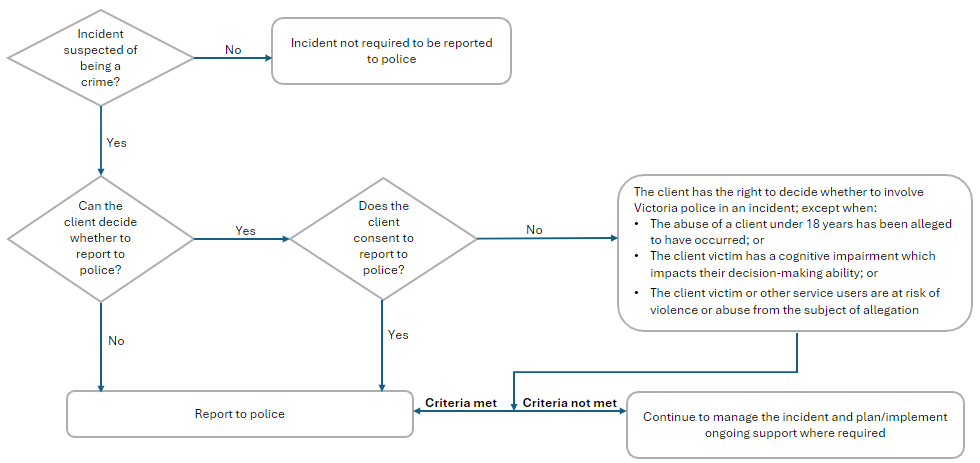 Incident
suspected of
being a
crime?
No
Incident not required to be reported
to police
Yes
Can the
client decide
whether to
report to
police?
Yes
Does the
client
consent to
report to
police?
No
The client has the right to decide whether to involve
Victoria police in an incident; except when:
• The abuse of a client under 18 years has been alleged
to have occurred; or
• The client victim has a cognitive impairment which
impacts their decision-making ability; or
• The client victim or other service users are at risk of
violence or abuse from the subject of allegation
No
Yes
Report to police
Criteria met
Criteria not met
Continue to manage the incident and plan/implement
ongoing support where required